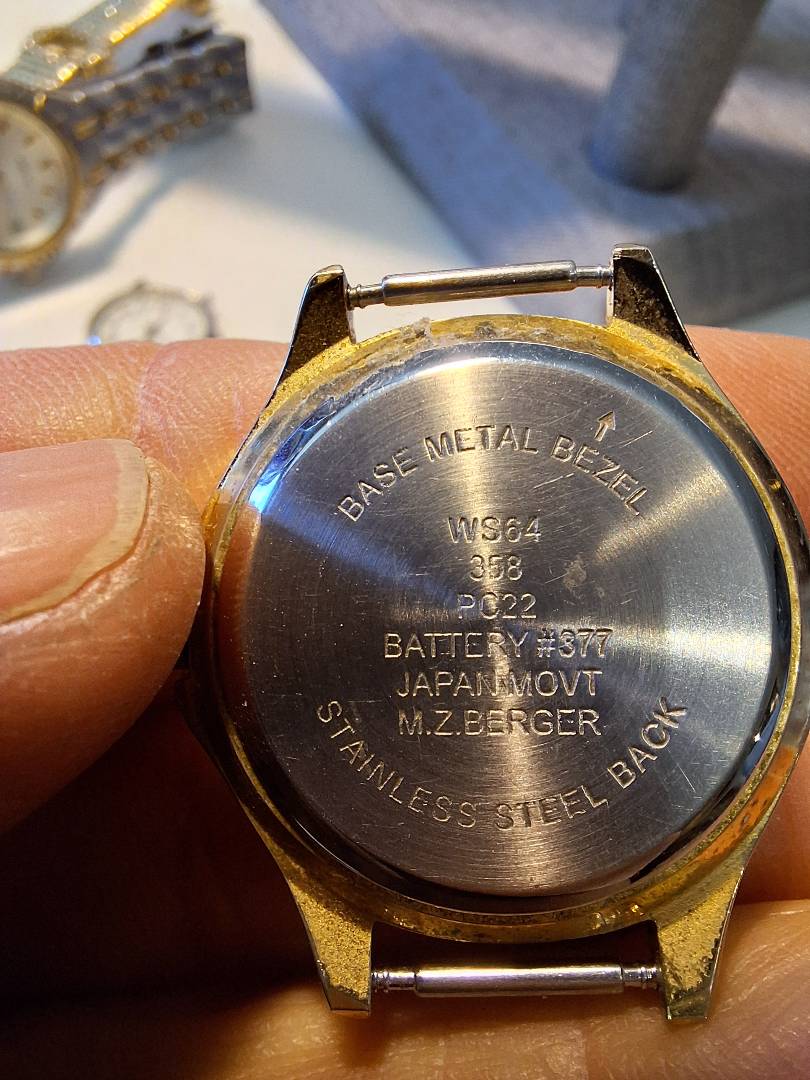 BASE METAL BEZEL
WS64
358
PC22
BATTERY #377
JAPAN MOVT
M.Z.BERGER
STAINLESS STEEL BACK